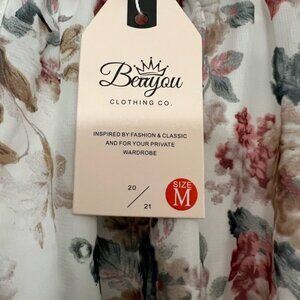 Beayou
CLOTHING CO.
INSPIRED BY FASHION & CLASSIC
AND FOR YOUR PRIVATE
WARDROBE
20
/
21
SIZE
M